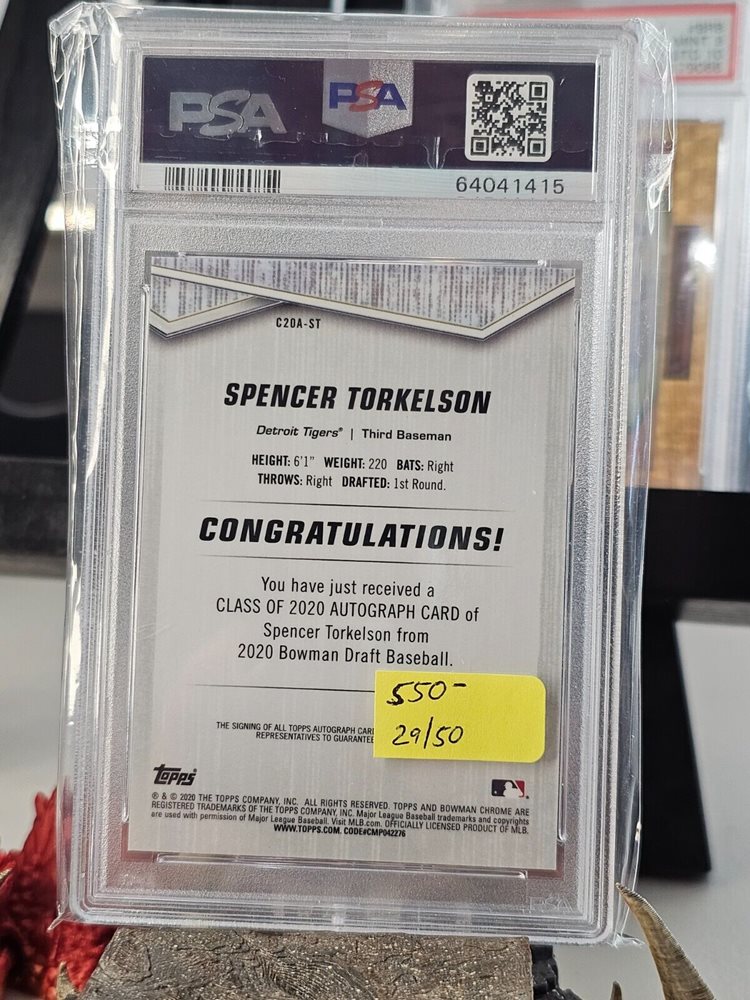 PSA PSA
64041415
C20A-ST
SPENCER TORKELSON
Detroit Tigers® | Third Baseman
HEIGHT: 6'1" WEIGHT: 220 BATS: Right
THROWS: Right DRAFTED: 1st Round.
CONGRATULATIONS!
You have just received a
CLASS OF 2020 AUTOGRAPH CARD of
Spencer Torkelson from
2020 Bowman Draft Baseball.
550-
29/50
THE SIGNING OF ALL TOPPS AUTOGRAPH CAR
REPRESENTATIVES TO GUARANTEE
Topps
® & © 2020 THE TOPPS COMPANY, INC. ALL RIGHTS RESERVED. TOPPS AND BOWMAN CHROME ARE
REGISTERED TRADEMARKS OF THE TOPPS COMPANY, INC. Major League Baseball trademarks and copyrights
are used with permission of Major League Baseball. Visit MLB.com. OFFICIALLY LICENSED PRODUCT OF MLB.
WWW.TOPPS.COM. CODE#CMP042276